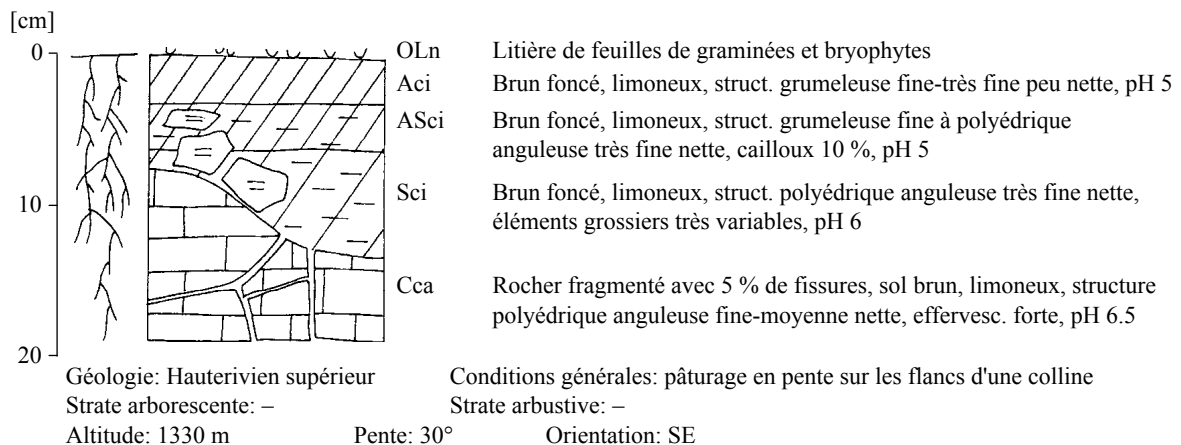 [cm]
0
OLn Litière de feuilles de graminées et bryophytes
Aci Brun foncé, limoneux, struct. grumeleuse fine-très fine peu nette, pH 5
ASci Brun foncé, limoneux, struct. grumeleuse fine à polyédrique
anguleuse très fine nette, cailloux 10 %, pH 5
10
Sci Brun foncé, limoneux, struct. polyédrique anguleuse très fine nette,
éléments grossiers très variables, pH 6
Cca Rocher fragmenté avec 5 % de fissures, sol brun, limoneux, structure
polyédrique anguleuse fine-moyenne nette, effervesc. forte, pH 6.5
20
Géologie: Hauterivien supérieur Conditions générales: pâturage en pente sur les flancs d'une colline
Strate arborescente: – Strate arbustive: –
Altitude: 1330 m Pente: 30° Orientation: SE